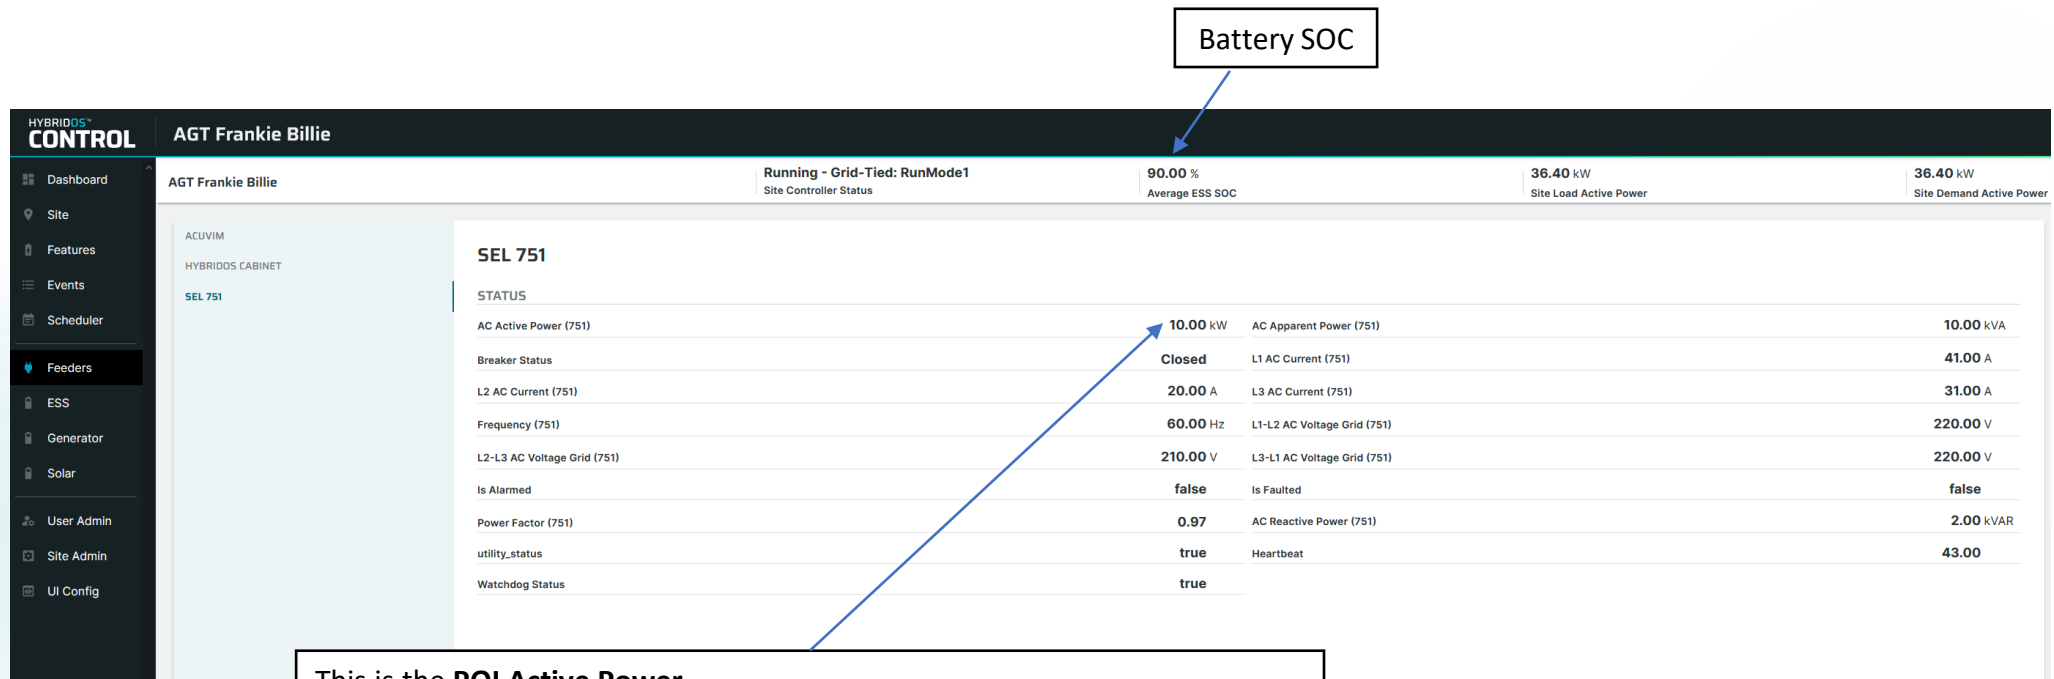 Battery SOC
HYBRIDOS™
CONTROL
AGT Frankie Billie
Dashboard
Site
Features
Events
Scheduler
Feeders
ESS
Generator
Solar
User Admin
Site Admin
UI Config
AGT Frankie Billie
Running - Grid-Tied: RunMode1
Site Controller Status
90.00 %
Average ESS SOC
36.40 kW
Site Load Active Power
36.40 kW
Site Demand Active Power
ACUVIM
HYBRIDOS CABINET
SEL 751
SEL 751
STATUS
AC Active Power (751) 10.00 kW AC Apparent Power (751) 10.00 kVA
Breaker Status Closed L1 AC Current (751) 41.00 A
L2 AC Current (751) 20.00 A L3 AC Current (751) 31.00 A
Frequency (751) 60.00 Hz L1-L2 AC Voltage Grid (751) 220.00 V
L2-L3 AC Voltage Grid (751) 210.00 V L3-L1 AC Voltage Grid (751) 220.00 V
Is Alarmed false Is Faulted false
Power Factor (751) 0.97 AC Reactive Power (751) 2.00 kVAR
utility_status true Heartbeat 43.00
Watchdog Status true
This is the POI Active Power